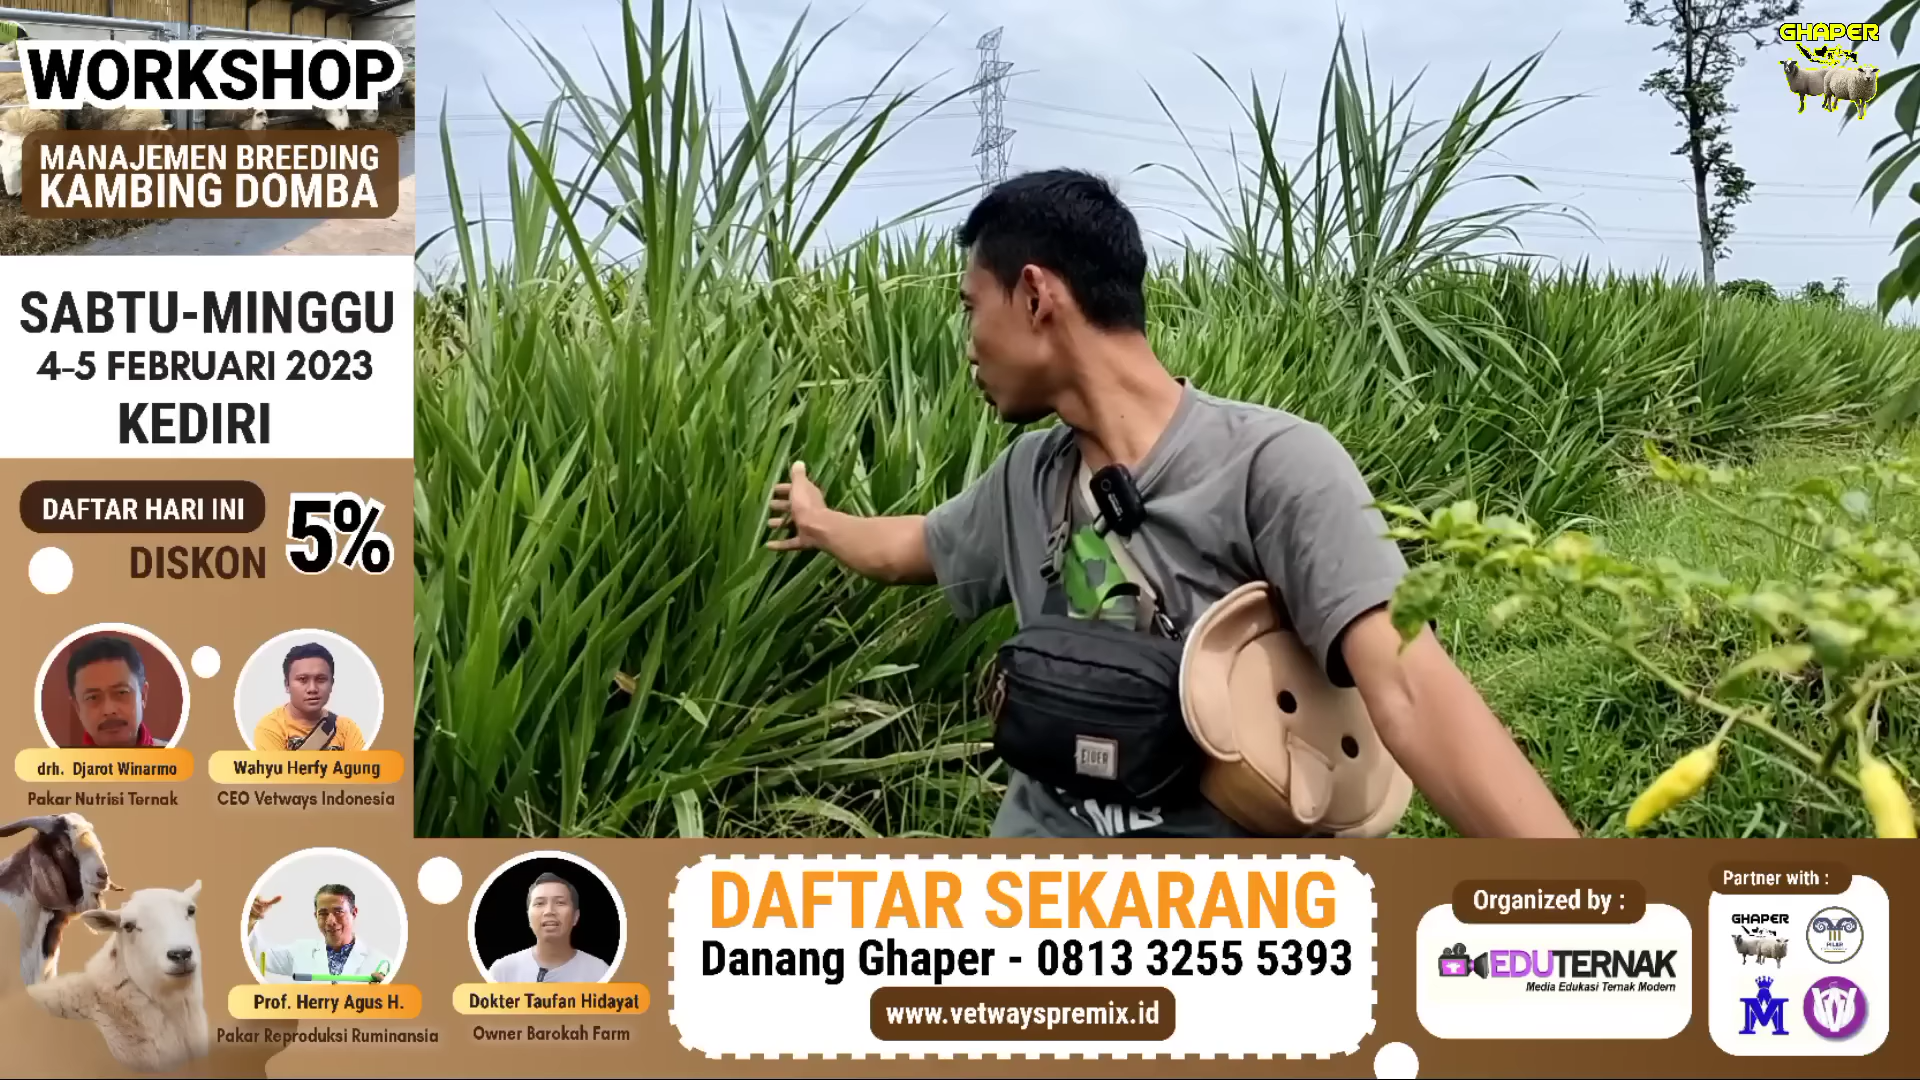 WORKSHOP
MANAJEMEN BREEDING
KAMBING DOMBA
SABTU-MINGGU
4-5 FEBRUARI 2023
KEDIRI
DAFTAR HARI INI
DISKON 5%
drh. Djarot Winarno
Pakar Nutrisi Ternak
Wahyu Herfy Agung
CEO Vetways Indonesia
Prof. Herry Agus H.
Pakar Reproduksi Ruminansia
Dokter Taufan Hidayat
Owner Barokah Farm
GHAPER
EIGER
DAFTAR SEKARANG
Danang Ghaper - 0813 3255 5393
www.vetwayspremix.id
Organized by :
EDUTERNAK
Media Edukasi Ternak Modern
Partner with :
GHAPER